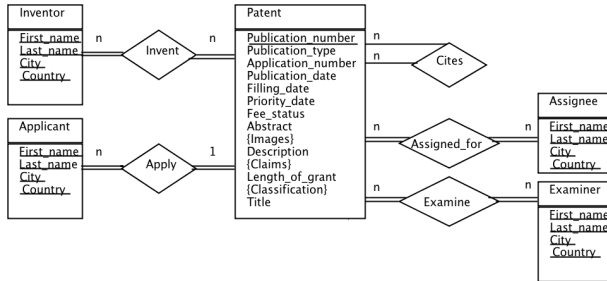 Inventor
First_name
Last_name
City
Country
n
Invent
n
Patent
Publication_number
Publication_type
Application_number
Publication_date
Filling_date
Priority_date
Fee_status
Abstract
{Images}
Description
{Claims}
Length_of_grant
{Classification}
Title
n
n
Cites
Applicant
First_name
Last_name
City
Country
n
Apply
1
n
Assigned_for
n
Assignee
First_name
Last_name
City
Country
n
Examine
n
Examiner
First_name
Last_name
City
Country